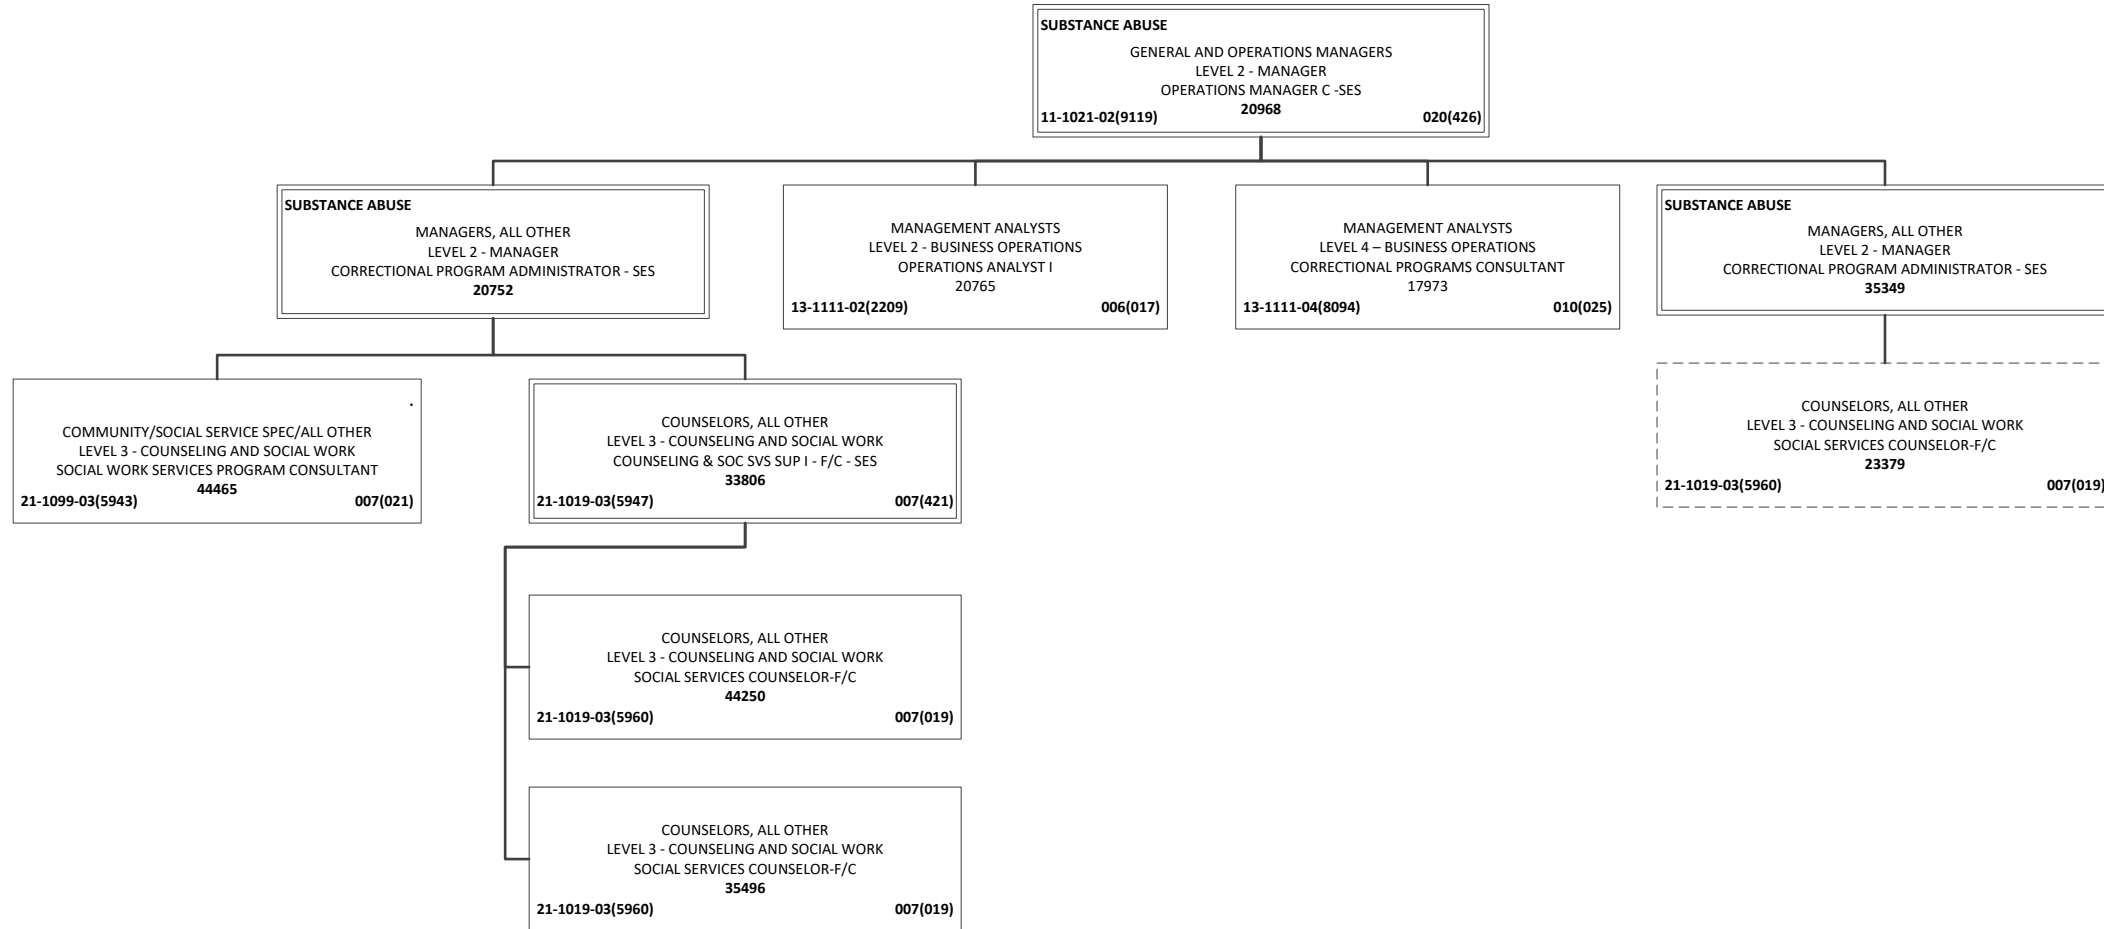 SUBSTANCE ABUSE
GENERAL AND OPERATIONS MANAGERS
LEVEL 2 - MANAGER
OPERATIONS MANAGER C -SES
20968
11-1021-02(9119) 020(426)
SUBSTANCE ABUSE
MANAGERS, ALL OTHER
LEVEL 2 - MANAGER
CORRECTIONAL PROGRAM ADMINISTRATOR - SES
20752
MANAGEMENT ANALYSTS
LEVEL 2 - BUSINESS OPERATIONS
OPERATIONS ANALYST I
20765
13-1111-02(2209) 006(017)
MANAGEMENT ANALYSTS
LEVEL 4 – BUSINESS OPERATIONS
CORRECTIONAL PROGRAMS CONSULTANT
17973
13-1111-04(8094) 010(025)
SUBSTANCE ABUSE
MANAGERS, ALL OTHER
LEVEL 2 - MANAGER
CORRECTIONAL PROGRAM ADMINISTRATOR - SES
35349
.
COMMUNITY/SOCIAL SERVICE SPEC/ALL OTHER
LEVEL 3 - COUNSELING AND SOCIAL WORK
SOCIAL WORK SERVICES PROGRAM CONSULTANT
44465
21-1099-03(5943) 007(021)
COUNSELORS, ALL OTHER
LEVEL 3 - COUNSELING AND SOCIAL WORK
COUNSELING & SOC SVS SUP I - F/C - SES
33806
21-1019-03(5947) 007(421)
COUNSELORS, ALL OTHER
LEVEL 3 - COUNSELING AND SOCIAL WORK
SOCIAL SERVICES COUNSELOR-F/C
23379
21-1019-03(5960) 007(019)
COUNSELORS, ALL OTHER
LEVEL 3 - COUNSELING AND SOCIAL WORK
SOCIAL SERVICES COUNSELOR-F/C
44250
21-1019-03(5960) 007(019)
COUNSELORS, ALL OTHER
LEVEL 3 - COUNSELING AND SOCIAL WORK
SOCIAL SERVICES COUNSELOR-F/C
35496
21-1019-03(5960) 007(019)